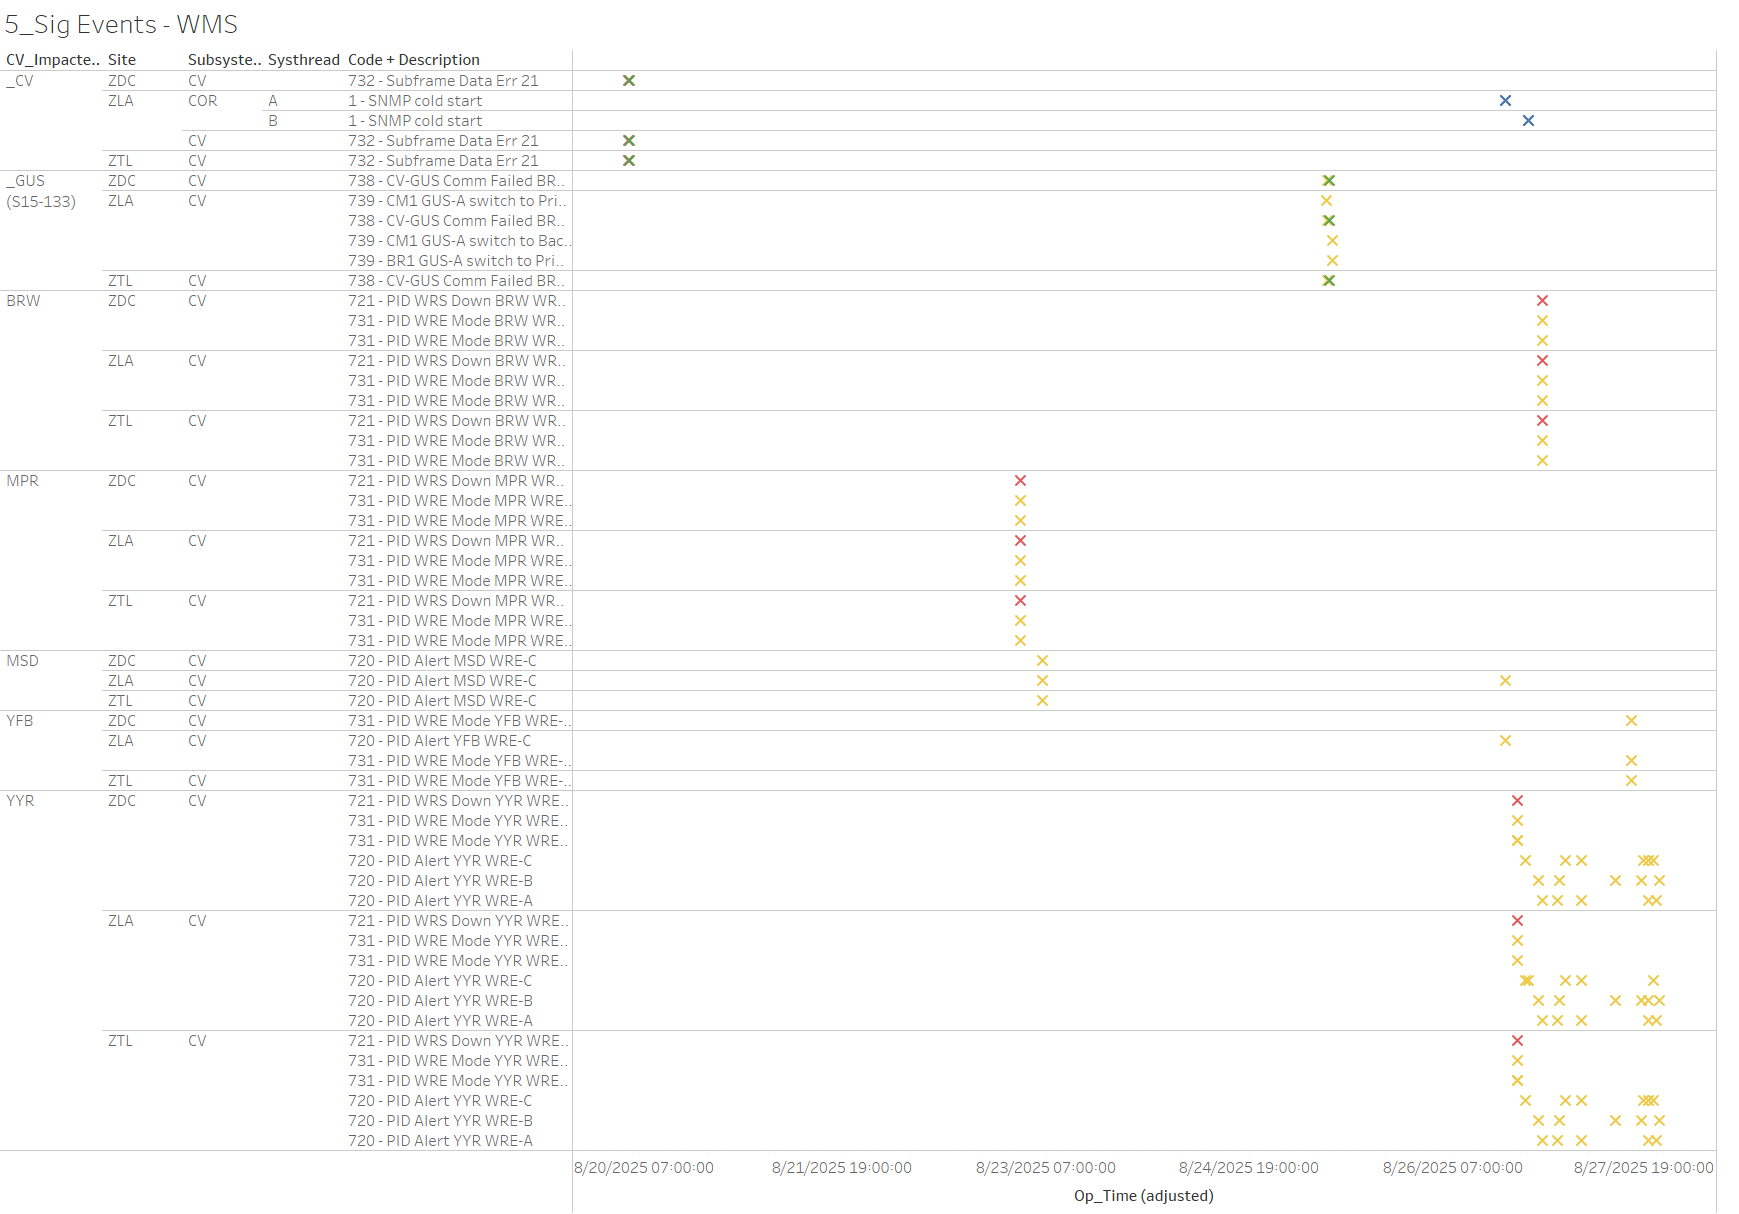 5_Sig Events - WMS
CV_Impacte.. Site Subsyste.. Systhread Code + Description
_CV ZDC CV 732 - Subframe Data Err 21
ZLA COR A 1 - SNMP cold start
B 1 - SNMP cold start
CV 732 - Subframe Data Err 21
ZTL CV 732 - Subframe Data Err 21
_GUS ZDC CV 738 - CV-GUS Comm Failed BR..
(S15-133) ZLA CV 739 - CM1 GUS-A switch to Pri..
738 - CV-GUS Comm Failed BR..
739 - CM1 GUS-A switch to Bac..
739 - BR1 GUS-A switch to Pri..
ZTL CV 738 - CV-GUS Comm Failed BR..
BRW ZDC CV 721 - PID WRS Down BRW WR..
731 - PID WRE Mode BRW WR..
731 - PID WRE Mode BRW WR..
ZLA CV 721 - PID WRS Down BRW WR..
731 - PID WRE Mode BRW WR..
731 - PID WRE Mode BRW WR..
ZTL CV 721 - PID WRS Down BRW WR..
731 - PID WRE Mode BRW WR..
731 - PID WRE Mode BRW WR..
MPR ZDC CV 721 - PID WRS Down MPR WR..
731 - PID WRE Mode MPR WRE..
731 - PID WRE Mode MPR WRE..
ZLA CV 721 - PID WRS Down MPR WR..
731 - PID WRE Mode MPR WRE..
731 - PID WRE Mode MPR WRE..
ZTL CV 721 - PID WRS Down MPR WR..
731 - PID WRE Mode MPR WRE..
731 - PID WRE Mode MPR WRE..
MSD ZDC CV 720 - PID Alert MSD WRE-C
ZLA CV 720 - PID Alert MSD WRE-C
ZTL CV 720 - PID Alert MSD WRE-C
YFB ZDC CV 731 - PID WRE Mode YFB WRE-..
ZLA CV 720 - PID Alert YFB WRE-C
731 - PID WRE Mode YFB WRE-..
ZTL CV 731 - PID WRE Mode YFB WRE-..
YYR ZDC CV 721 - PID WRS Down YYR WRE..
731 - PID WRE Mode YYR WRE..
731 - PID WRE Mode YYR WRE..
720 - PID Alert YYR WRE-C
720 - PID Alert YYR WRE-B
720 - PID Alert YYR WRE-A
ZLA CV 721 - PID WRS Down YYR WRE..
731 - PID WRE Mode YYR WRE..
731 - PID WRE Mode YYR WRE..
720 - PID Alert YYR WRE-C
720 - PID Alert YYR WRE-B
720 - PID Alert YYR WRE-A
ZTL CV 721 - PID WRS Down YYR WRE..
731 - PID WRE Mode YYR WRE..
731 - PID WRE Mode YYR WRE..
720 - PID Alert YYR WRE-C
720 - PID Alert YYR WRE-B
720 - PID Alert YYR WRE-A
8/20/2025 07:00:00 8/21/2025 19:00:00 8/23/2025 07:00:00 8/24/2025 19:00:00 8/26/2025 07:00:00 8/27/2025 19:00:00
Op_Time (adjusted)